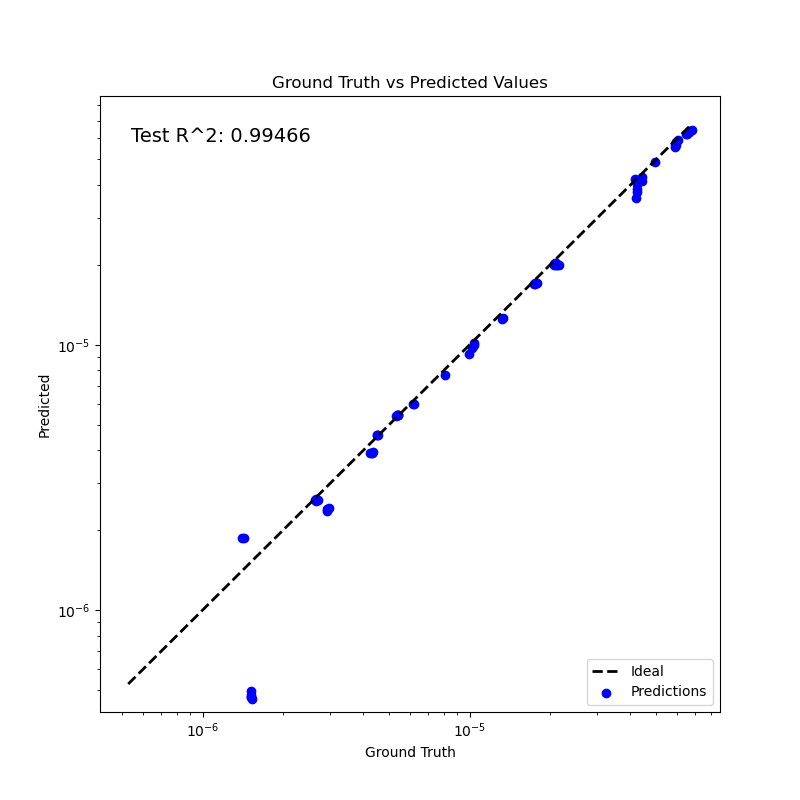 Ground Truth vs Predicted Values
Test R^2: 0.99466
10⁻⁵
Predicted
10⁻⁶
Ideal
Predictions
10⁻⁶
10⁻⁵
Ground Truth